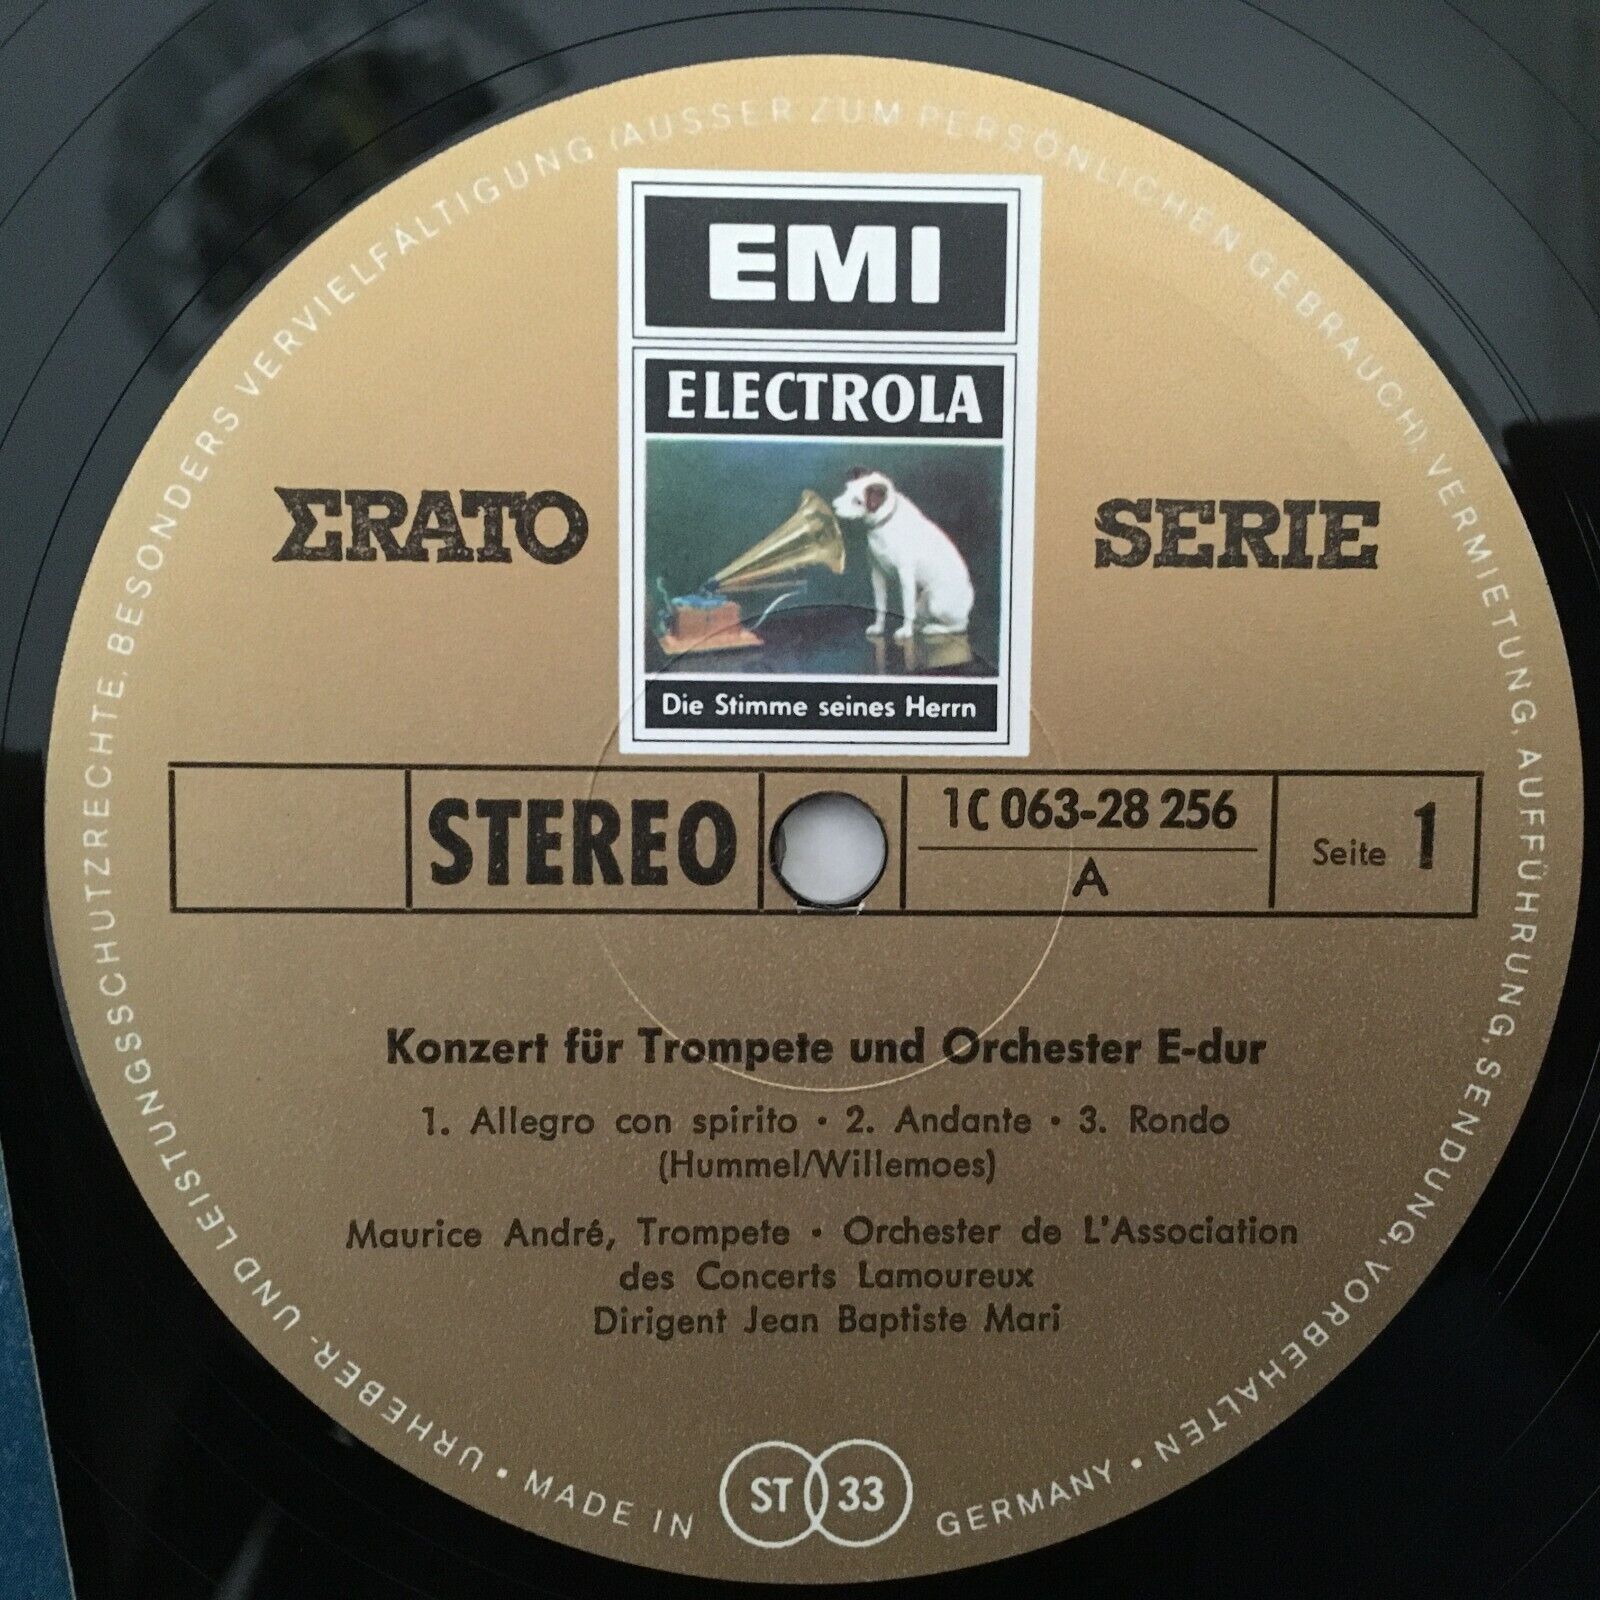 EMI
ELECTROLA
ERATO SERIE
Die Stimme seines Herrn
STEREO
1C 063-28 256
A
Seite 1
Konzert für Trompete und Orchester E-dur
1. Allegro con spirito · 2. Andante · 3. Rondo
(Hummel/Willemoes)
Maurice André, Trompete · Orchester de L'Association
des Concerts Lamoureux
Dirigent Jean Baptiste Mari
URHEBER- UND LEISTUNGSSCHUTZRECHTE, BESONDERS VERVIELFÄLTIGUNG (AUSSER ZUM PERSÖNLICHEN GEBRAUCH), VERMIETUNG, AUFFÜHRUNG, SENDUNG, VORBEHALTEN •
MADE IN ST 33 GERMANY •